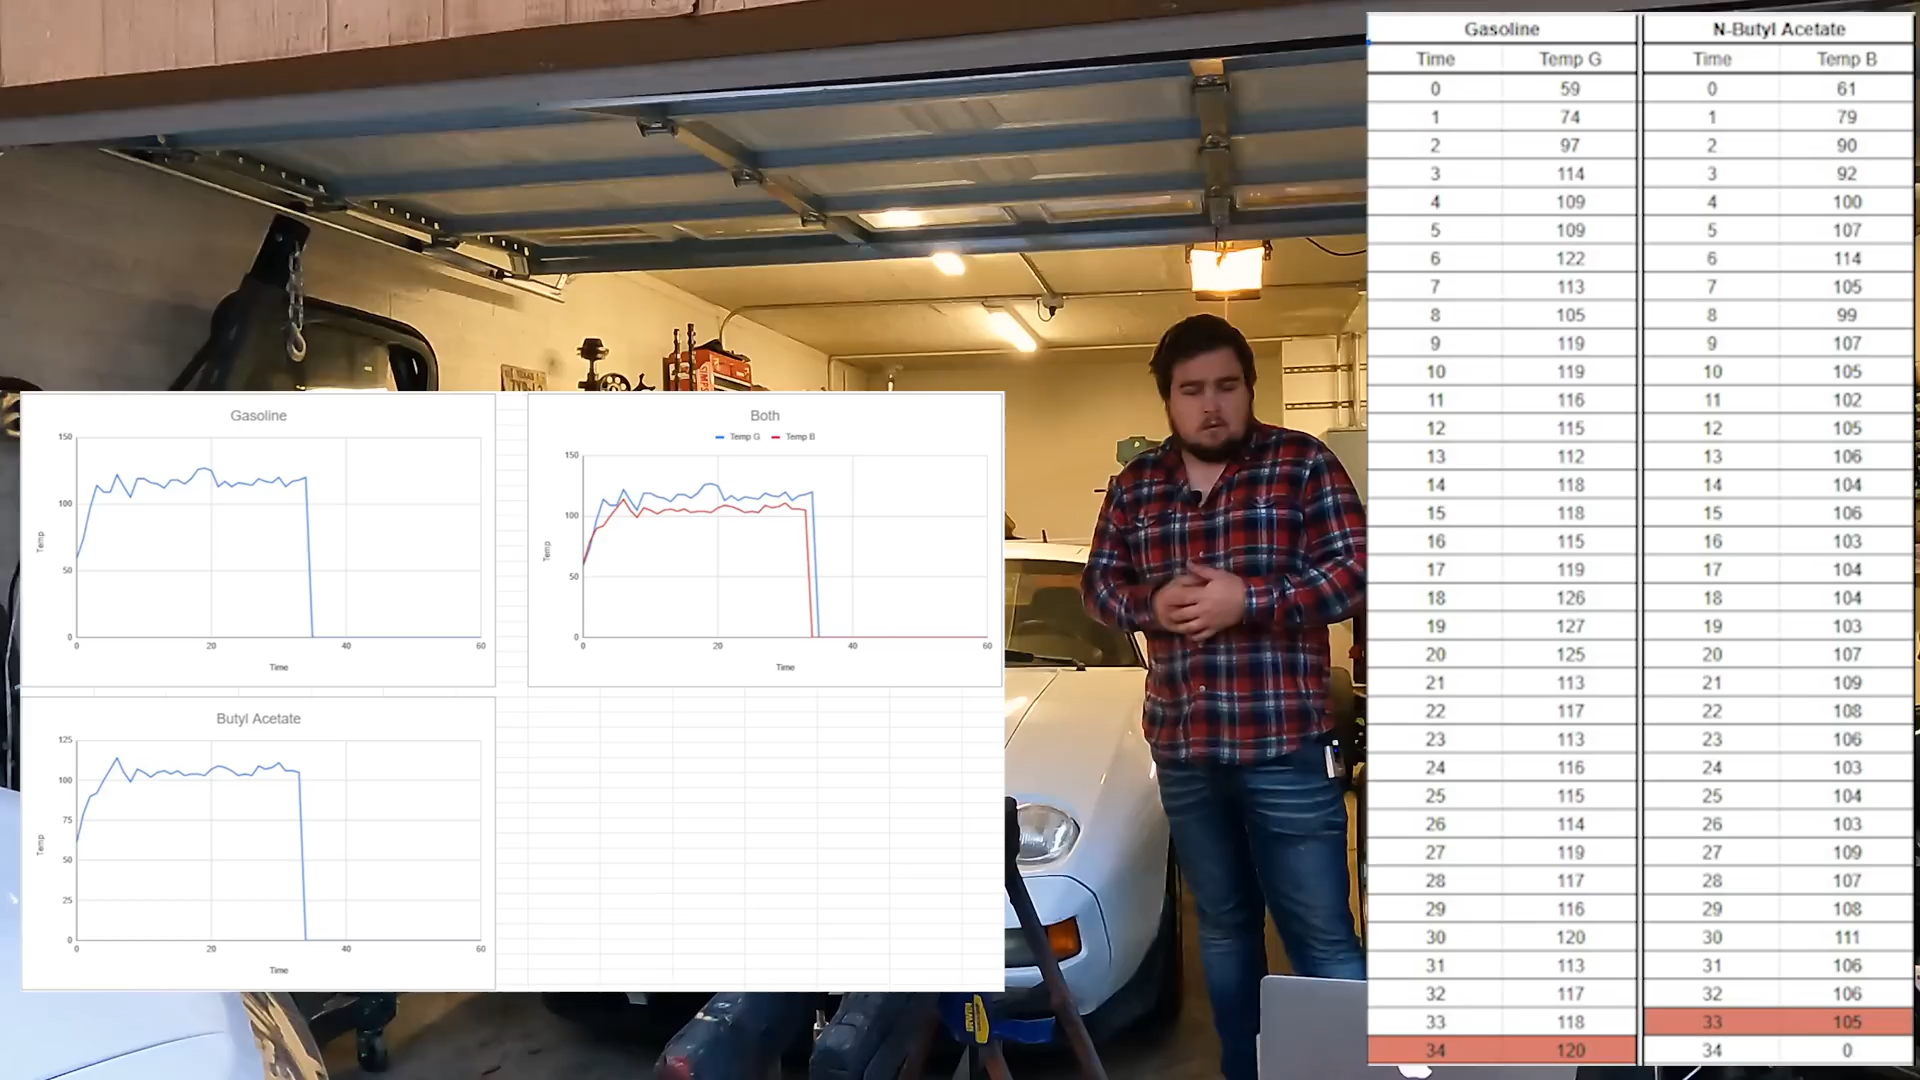 Gasoline N-Butyl Acetate
Time Temp G Time Temp B
0 59 0 61
1 74 1 79
2 97 2 90
3 114 3 92
4 109 4 100
5 109 5 107
6 122 6 114
7 113 7 105
8 105 8 99
9 119 9 107
10 119 10 105
11 116 11 102
12 115 12 105
13 112 13 106
14 118 14 104
15 118 15 106
16 115 16 103
17 119 17 104
18 126 18 104
19 127 19 103
20 125 20 107
21 113 21 109
22 117 22 108
23 113 23 106
24 116 24 103
25 115 25 104
26 114 26 103
27 119 27 109
28 117 28 107
29 116 29 108
30 120 30 111
31 113 31 106
32 117 32 106
33 118 33 105
34 120 34 0
Gasoline
150
100
50
0
Temp
0 20 40 60
Time
Both
Temp G Temp B
150
100
50
0
Temp
0 20 40 60
Time
Butyl Acetate
125
100
75
50
25
0
Temp
0 20 40 60
Time